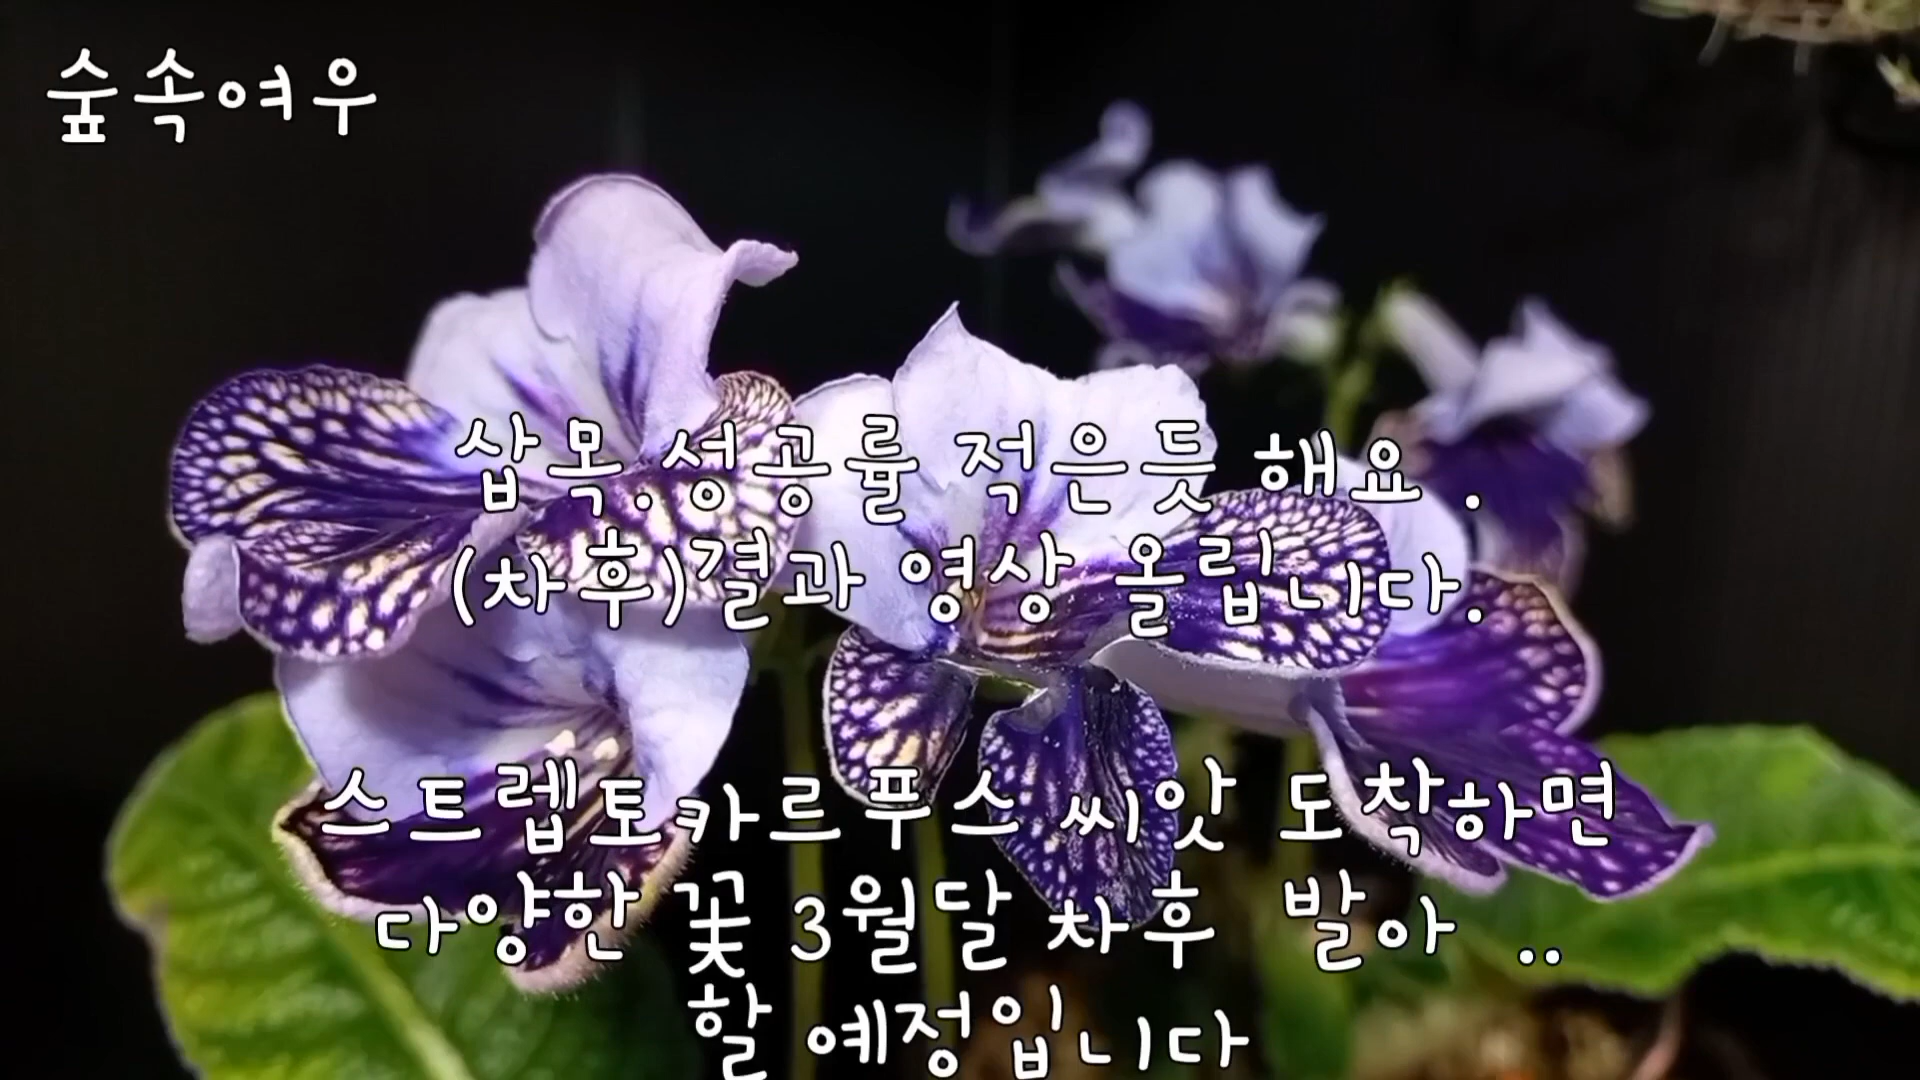 숲속여우
삽목.성공률 적은듯 해요 .
(차후)결과 영상 올립니다.
스트렙토카르푸스 씨앗 도착하면
다양한 꽃 3월달 차후 발아 ..
할 예정입니다